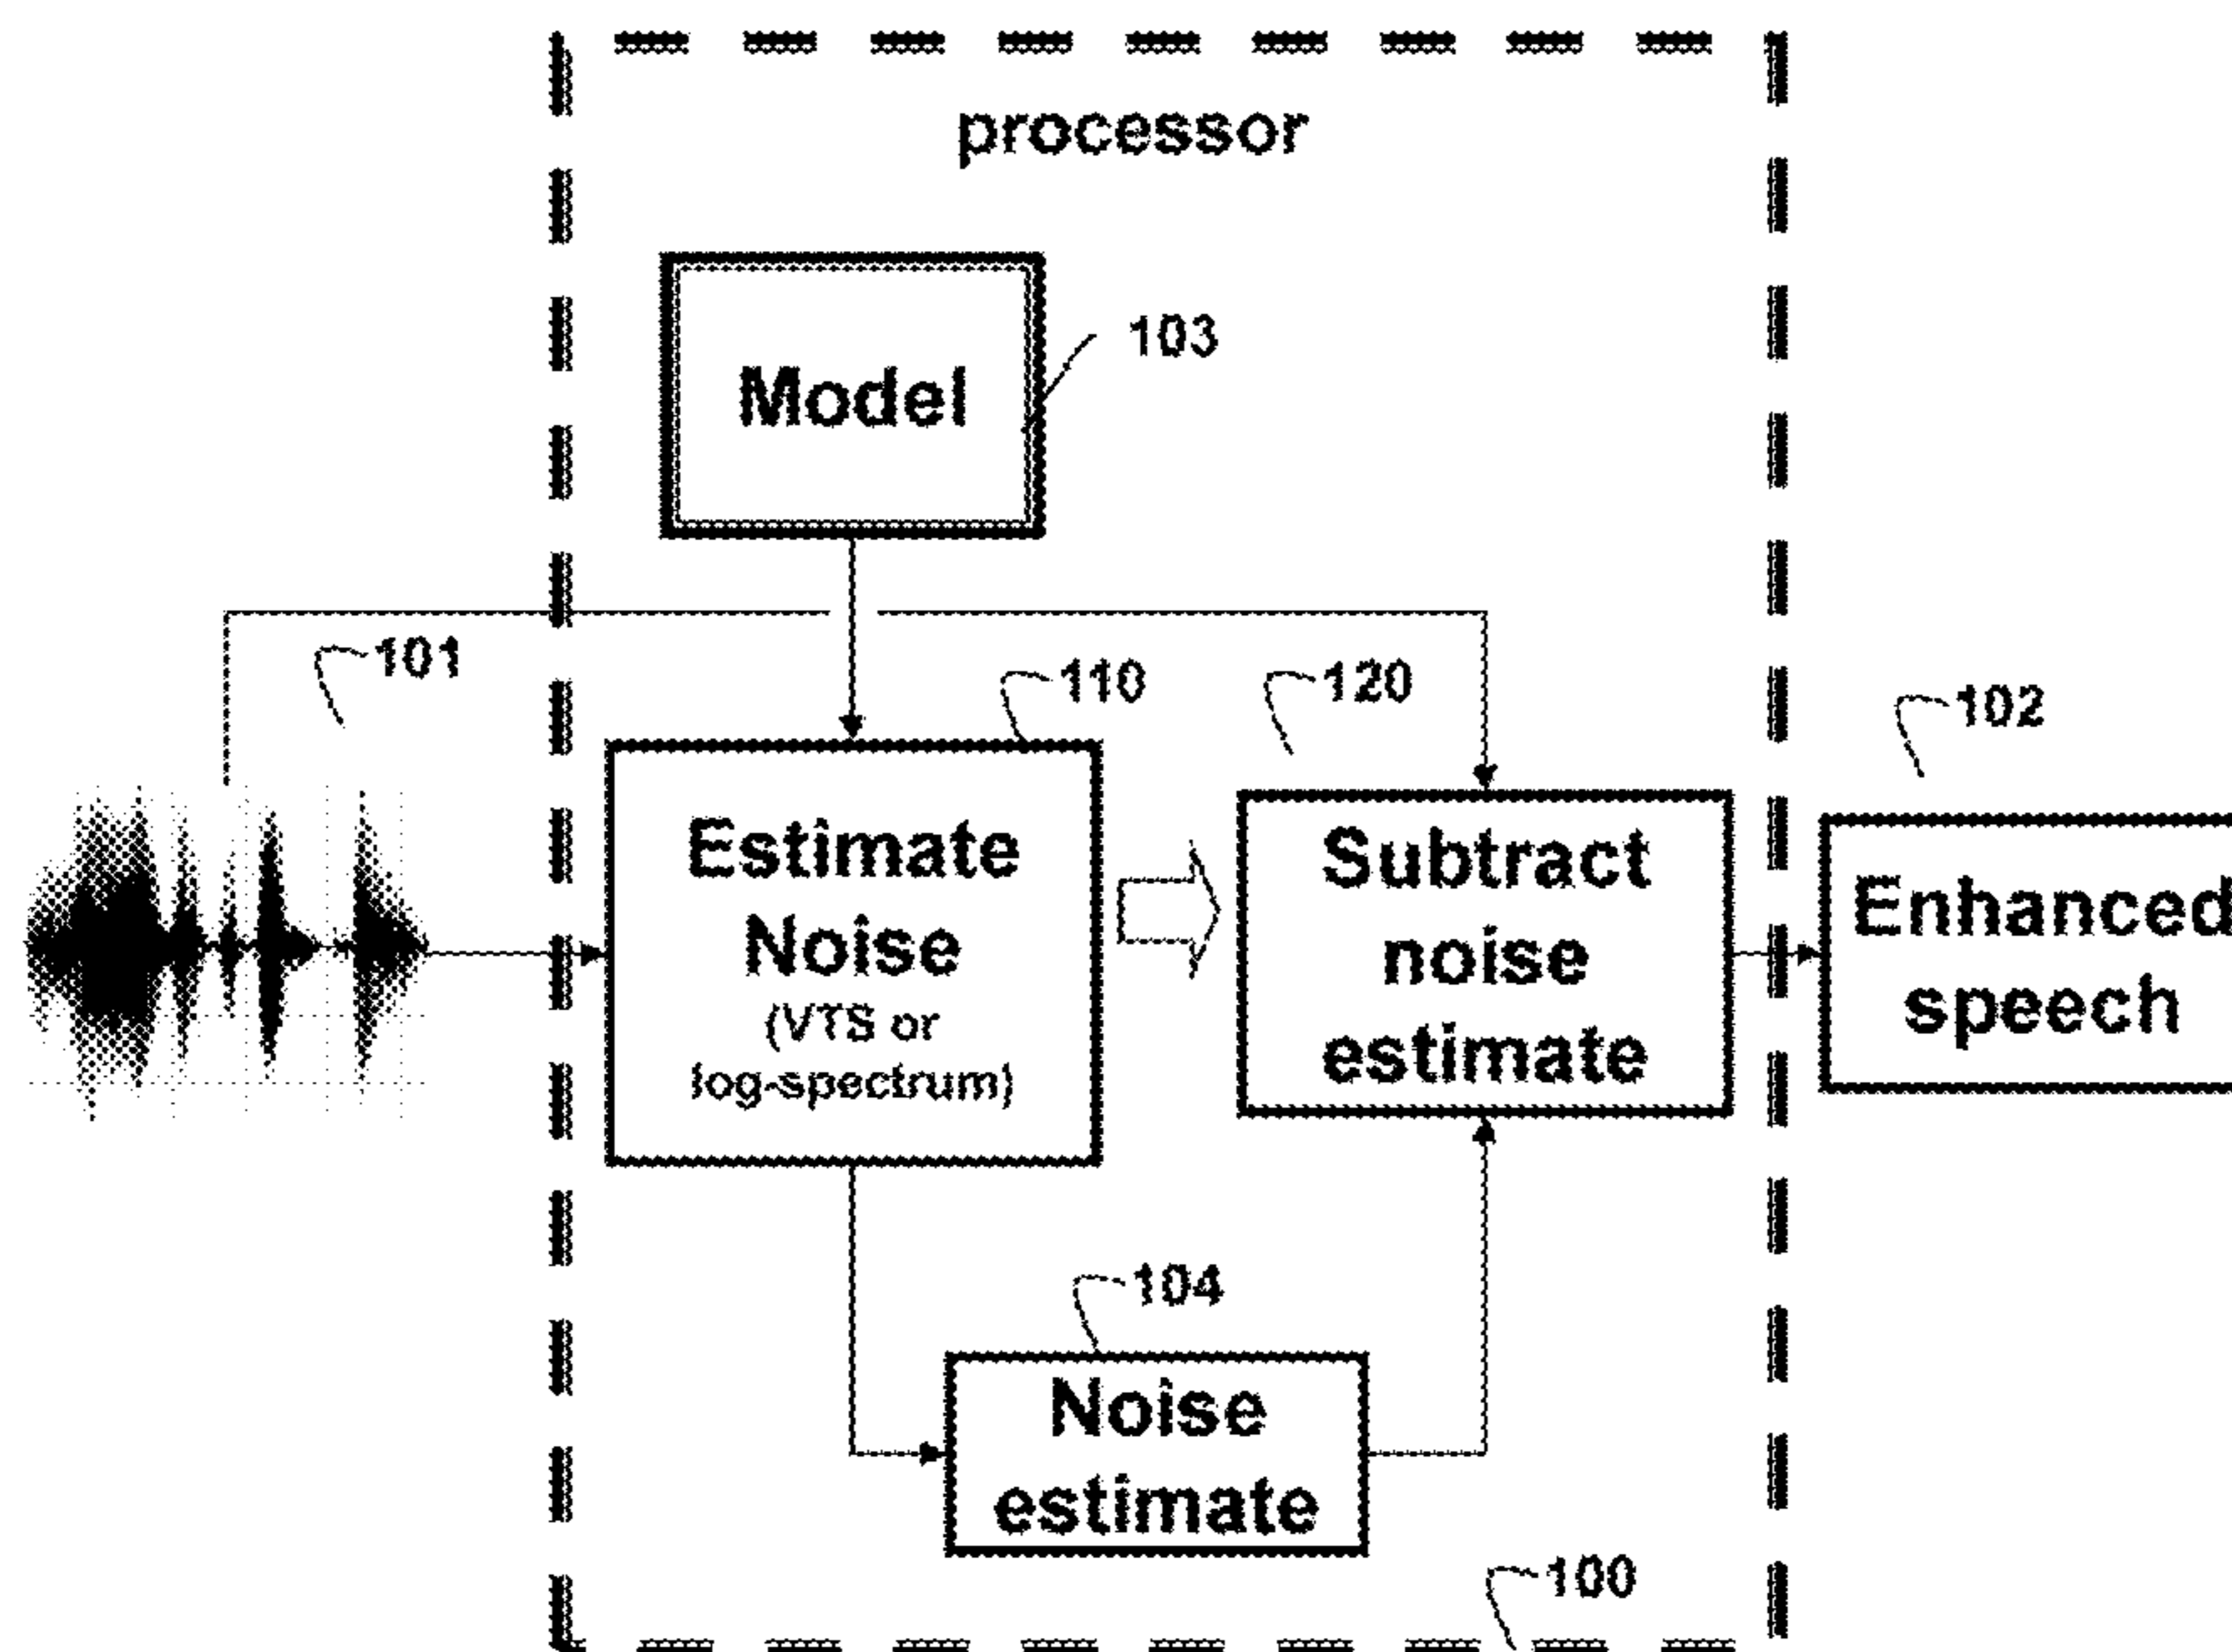 processor
Model
103
101
110
120
102
Estimate
Noise
(VTS or
log-spectrum)
Subtract
noise
estimate
Enhanced
speech
104
Noise
estimate
100